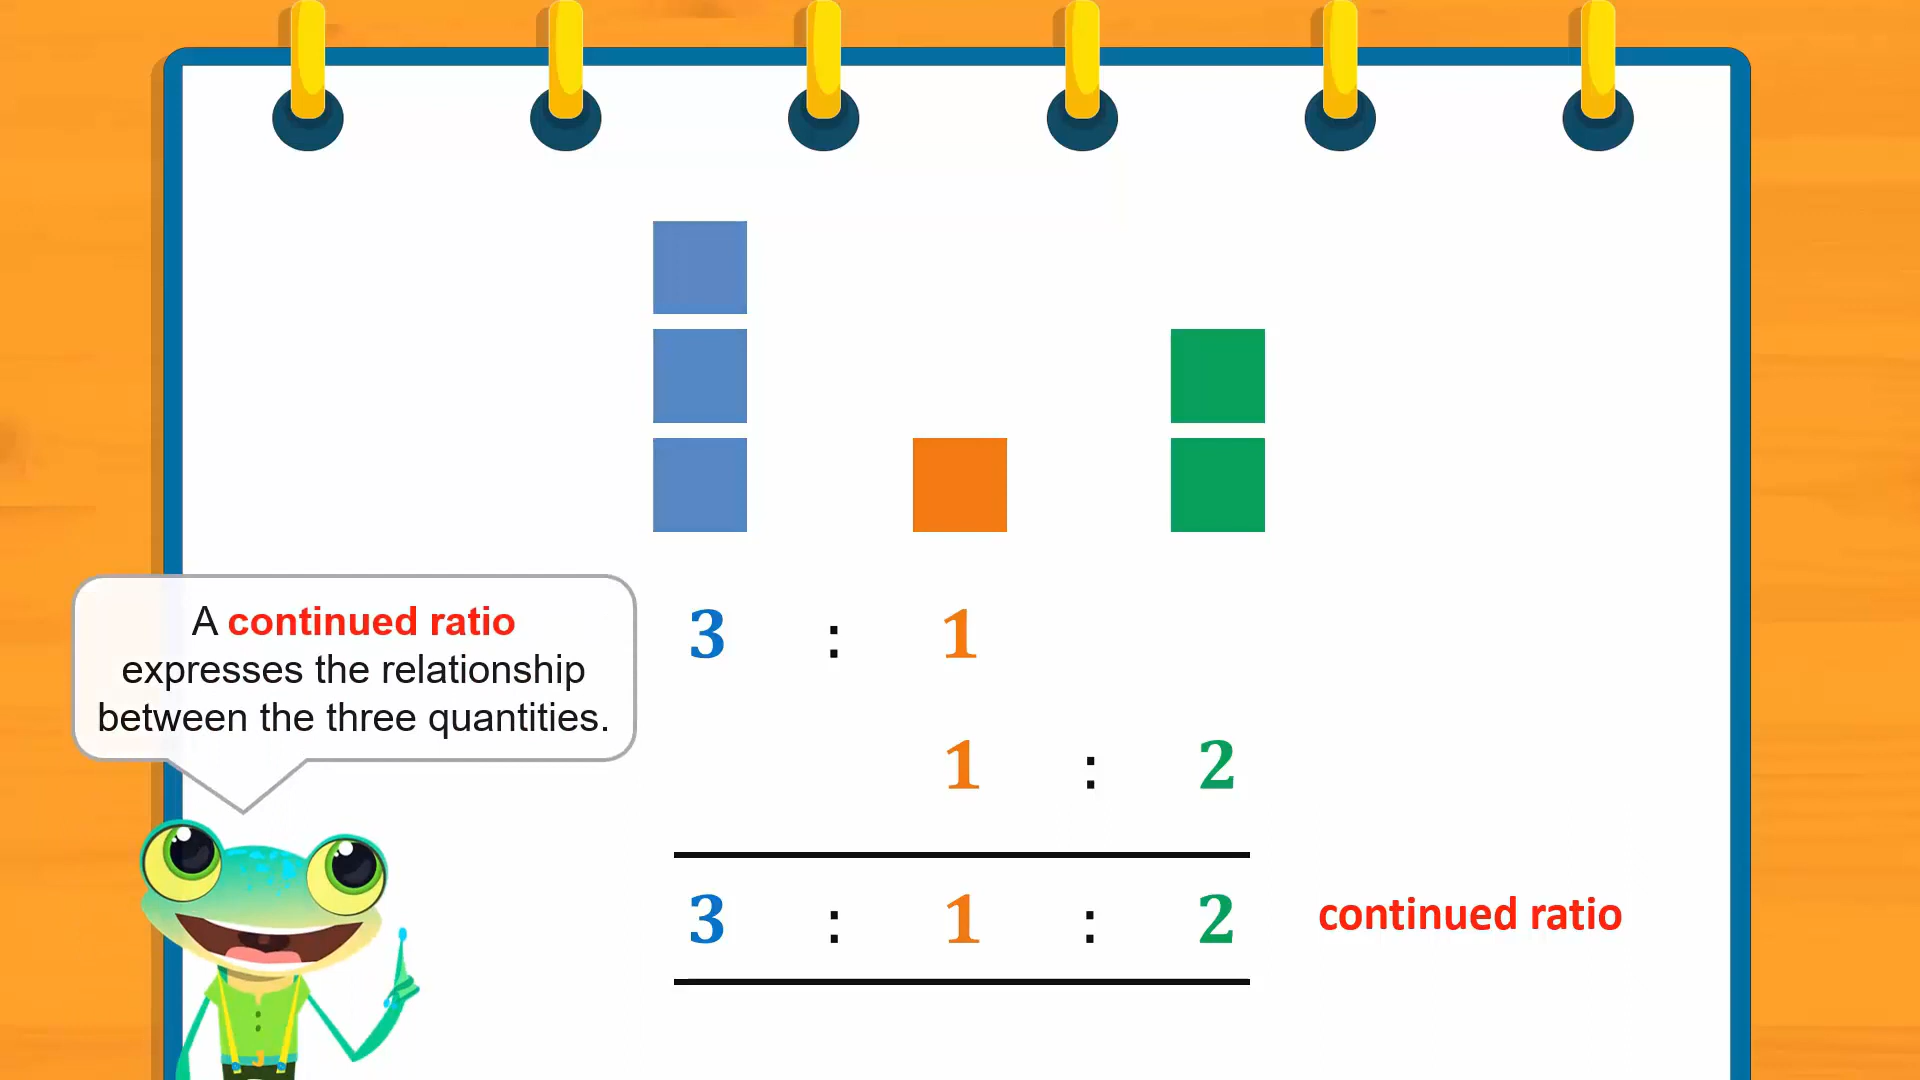 A continued ratio
expresses the relationship
between the three quantities.
3 : 1
1 : 2
3 : 1 : 2
continued ratio